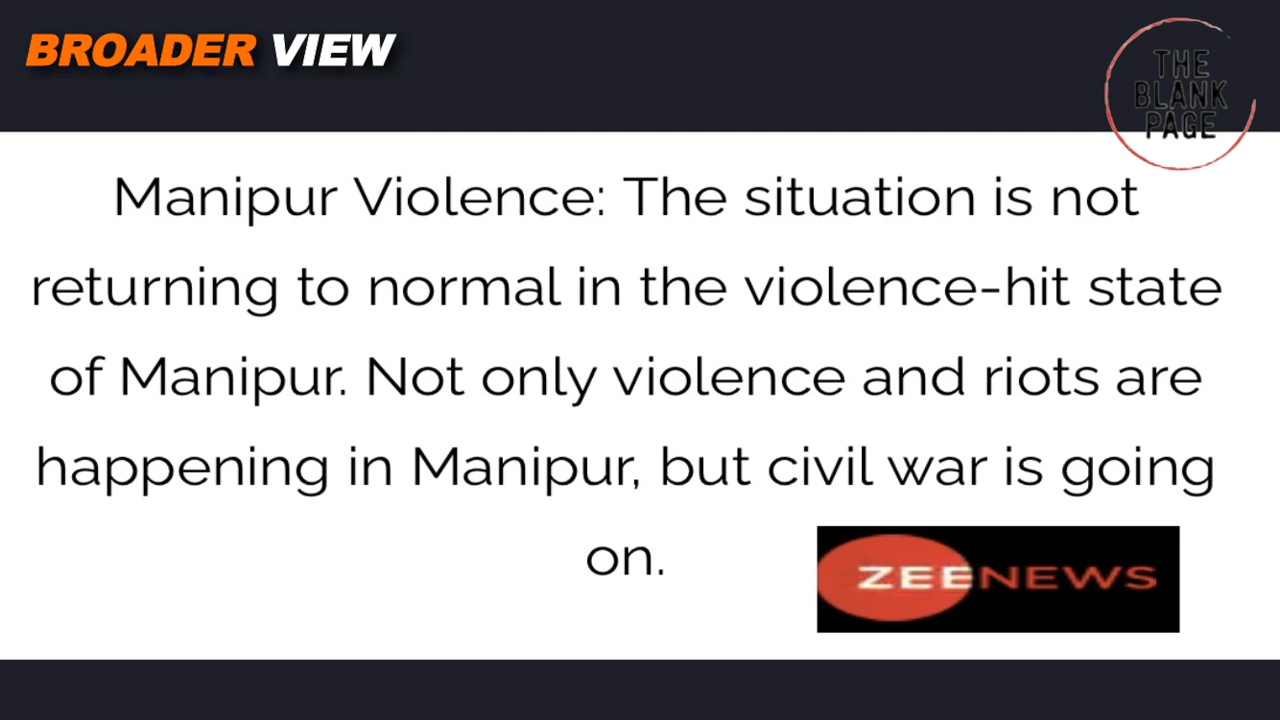 BROADER VIEW
THE
BLANK
PAGE
Manipur Violence: The situation is not
returning to normal in the violence-hit state
of Manipur. Not only violence and riots are
happening in Manipur, but civil war is going
on.
ZEENEWS